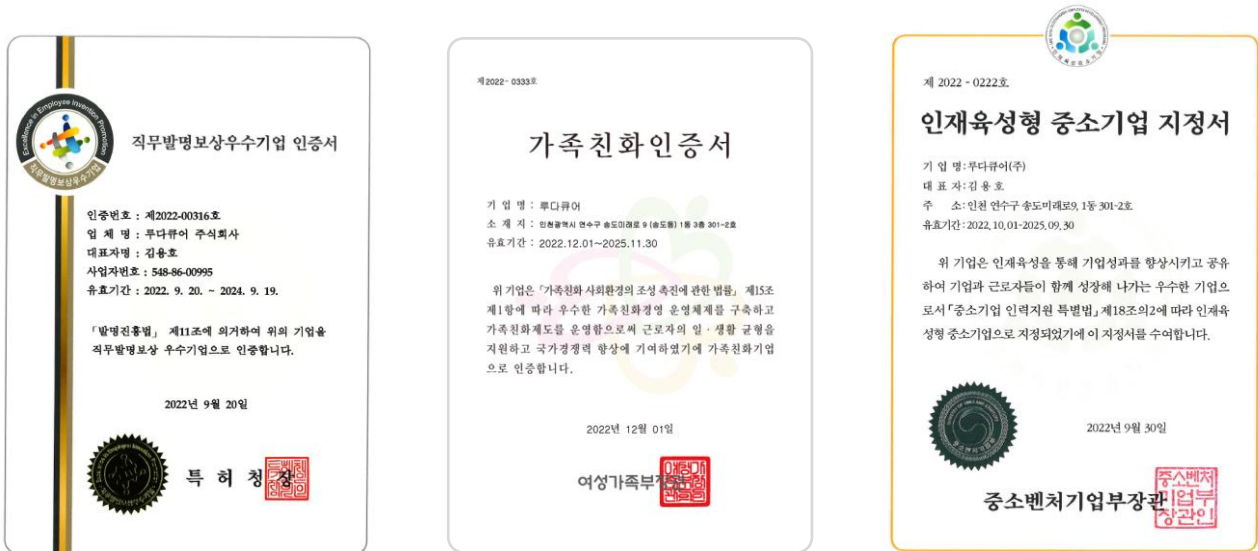 Excellence in Employee Invention Promotion
직무발명보상우수기업
직무발명보상우수기업 인증서
인증번호 : 제2022-00316호
업 체 명 : 루다큐어 주식회사
대표자명 : 김용호
사업자번호 : 548-86-00995
유효기간 : 2022. 9. 20. ~ 2024. 9. 19.
「발명진흥법」 제11조에 의거하여 위의 기업을
직무발명보상 우수기업으로 인증합니다.
2022년 9월 20일
특 허 청 장
제2022- 0333호
가족친화인증서
기 업 명 : 루다큐어
소 재 지 : 인천광역시 연수구 송도미래로 9 (송도동) 1동 3층 301-2호
유효기간 : 2022.12.01~2025.11.30
위 기업은 「가족친화 사회환경의 조성 촉진에 관한 법률」 제15조
제1항에 따라 우수한 가족친화경영 운영체제를 구축하고
가족친화제도를 운영함으로써 근로자의 일·생활 균형을
지원하고 국가경쟁력 향상에 기여하였기에 가족친화기업
으로 인증합니다.
2022년 12월 01일
여성가족부장관
제 2022 - 0222호
인재육성형 중소기업 지정서
기 업 명:루다큐어(주)
대 표 자:김 용 호
주 소:인천 연수구 송도미래로9, 1동 301-2호
유효기간:2022. 10. 01-2025. 09. 30
위 기업은 인재육성을 통해 기업성과를 향상시키고 공유
하여 기업과 근로자들이 함께 성장해 나가는 우수한 기업으
로서 「중소기업 인력지원 특별법」 제18조의2에 따라 인재육
성형 중소기업으로 지정되었기에 이 지정서를 수여합니다.
2022년 9월 30일
중소벤처기업부장관
중소벤처
기업부
장관인